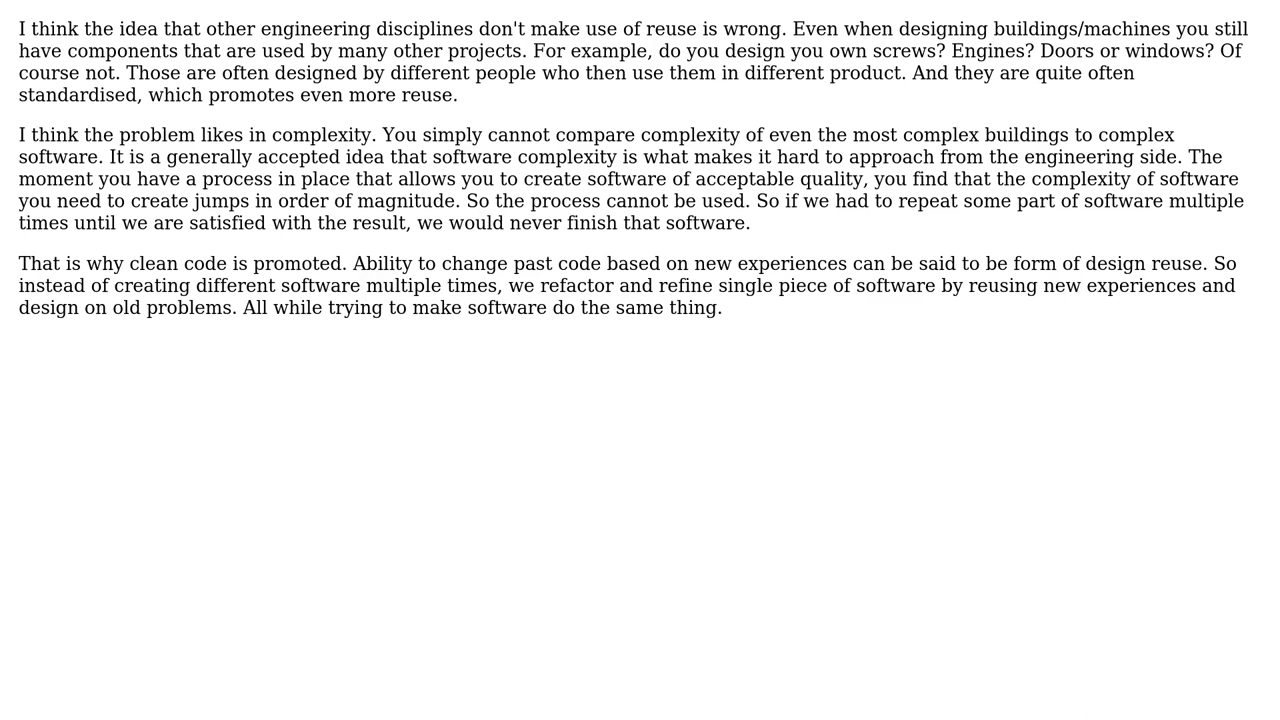 I think the idea that other engineering disciplines don't make use of reuse is wrong. Even when designing buildings/machines you still
have components that are used by many other projects. For example, do you design you own screws? Engines? Doors or windows? Of
course not. Those are often designed by different people who then use them in different product. And they are quite often
standardised, which promotes even more reuse.
I think the problem likes in complexity. You simply cannot compare complexity of even the most complex buildings to complex
software. It is a generally accepted idea that software complexity is what makes it hard to approach from the engineering side. The
moment you have a process in place that allows you to create software of acceptable quality, you find that the complexity of software
you need to create jumps in order of magnitude. So the process cannot be used. So if we had to repeat some part of software multiple
times until we are satisfied with the result, we would never finish that software.
That is why clean code is promoted. Ability to change past code based on new experiences can be said to be form of design reuse. So
instead of creating different software multiple times, we refactor and refine single piece of software by reusing new experiences and
design on old problems. All while trying to make software do the same thing.